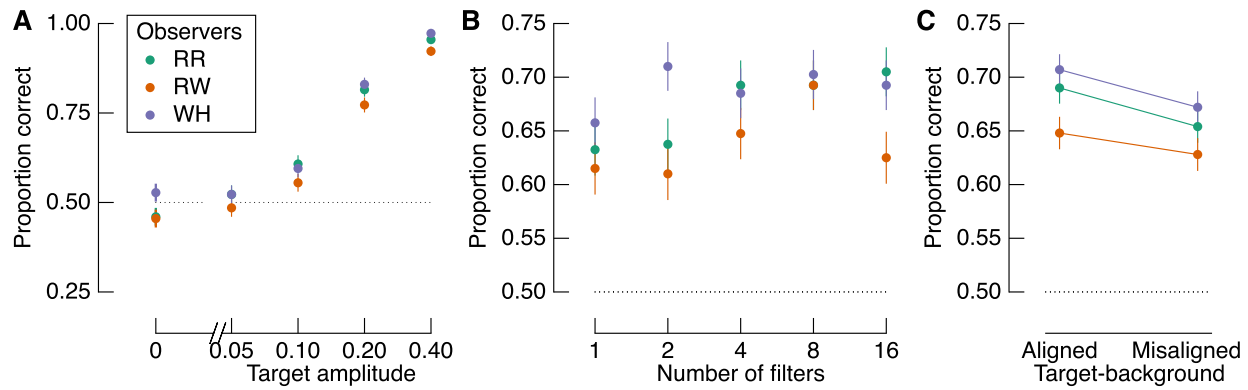 A
Proportion correct
1.00
0.75
0.50
0.25
Observers
RR
RW
WH
0 0.05 0.10 0.20 0.40
Target amplitude
B
Proportion correct
0.75
0.70
0.65
0.60
0.55
0.50
1 2 4 8 16
Number of filters
C
Proportion correct
0.75
0.70
0.65
0.60
0.55
0.50
Aligned Misaligned
Target-background